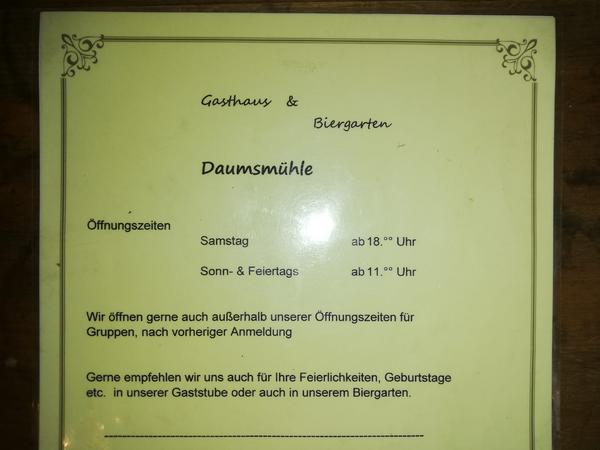 Gasthaus &
Biergarten
Daumsmühle
Öffnungszeiten
Samstag ab 18.°° Uhr
Sonn- & Feiertags ab 11.°° Uhr
Wir öffnen gerne auch außerhalb unserer Öffnungszeiten für
Gruppen, nach vorheriger Anmeldung
Gerne empfehlen wir uns auch für Ihre Feierlichkeiten, Geburtstage
etc. in unserer Gaststube oder auch in unserem Biergarten.